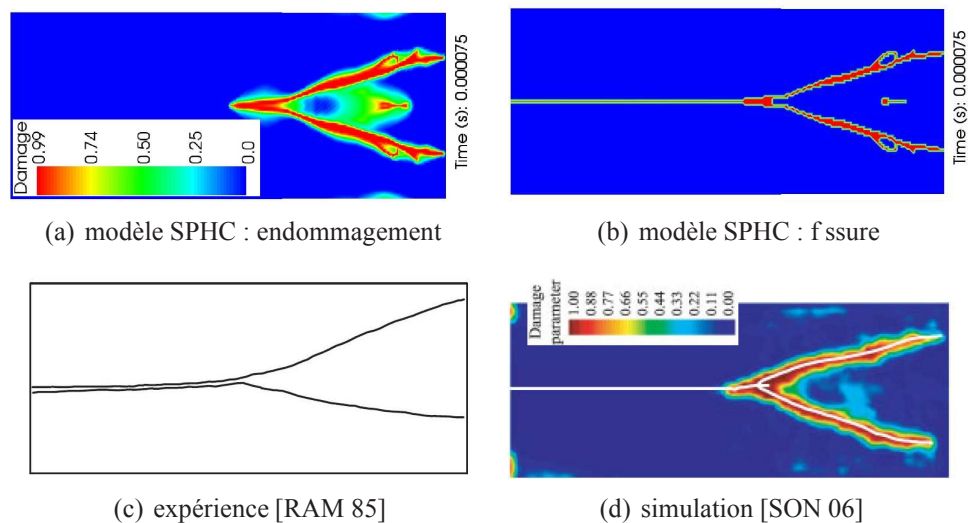 Damage
0.99
0.74
0.50
0.25
0.0
Time (s): 0.000075
Time (s): 0.000075
(a) modèle SPHC : endommagement
(b) modèle SPHC : f ssure
Damage
parameter
1.00
0.88
0.77
0.66
0.55
0.44
0.33
0.22
0.11
0.00
(c) expérience [RAM 85]
(d) simulation [SON 06]